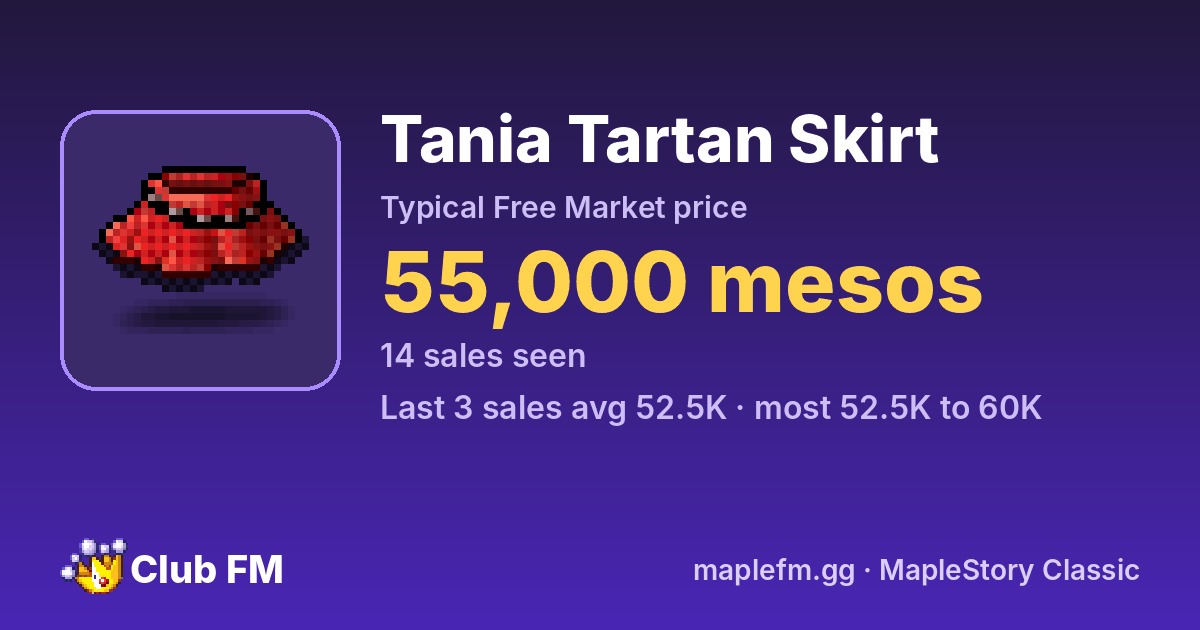 Tania Tartan Skirt
Typical Free Market price
55,000 mesos
14 sales seen
Last 3 sales avg 52.5K · most 52.5K to 60K
Club FM
maplefm.gg · MapleStory Classic